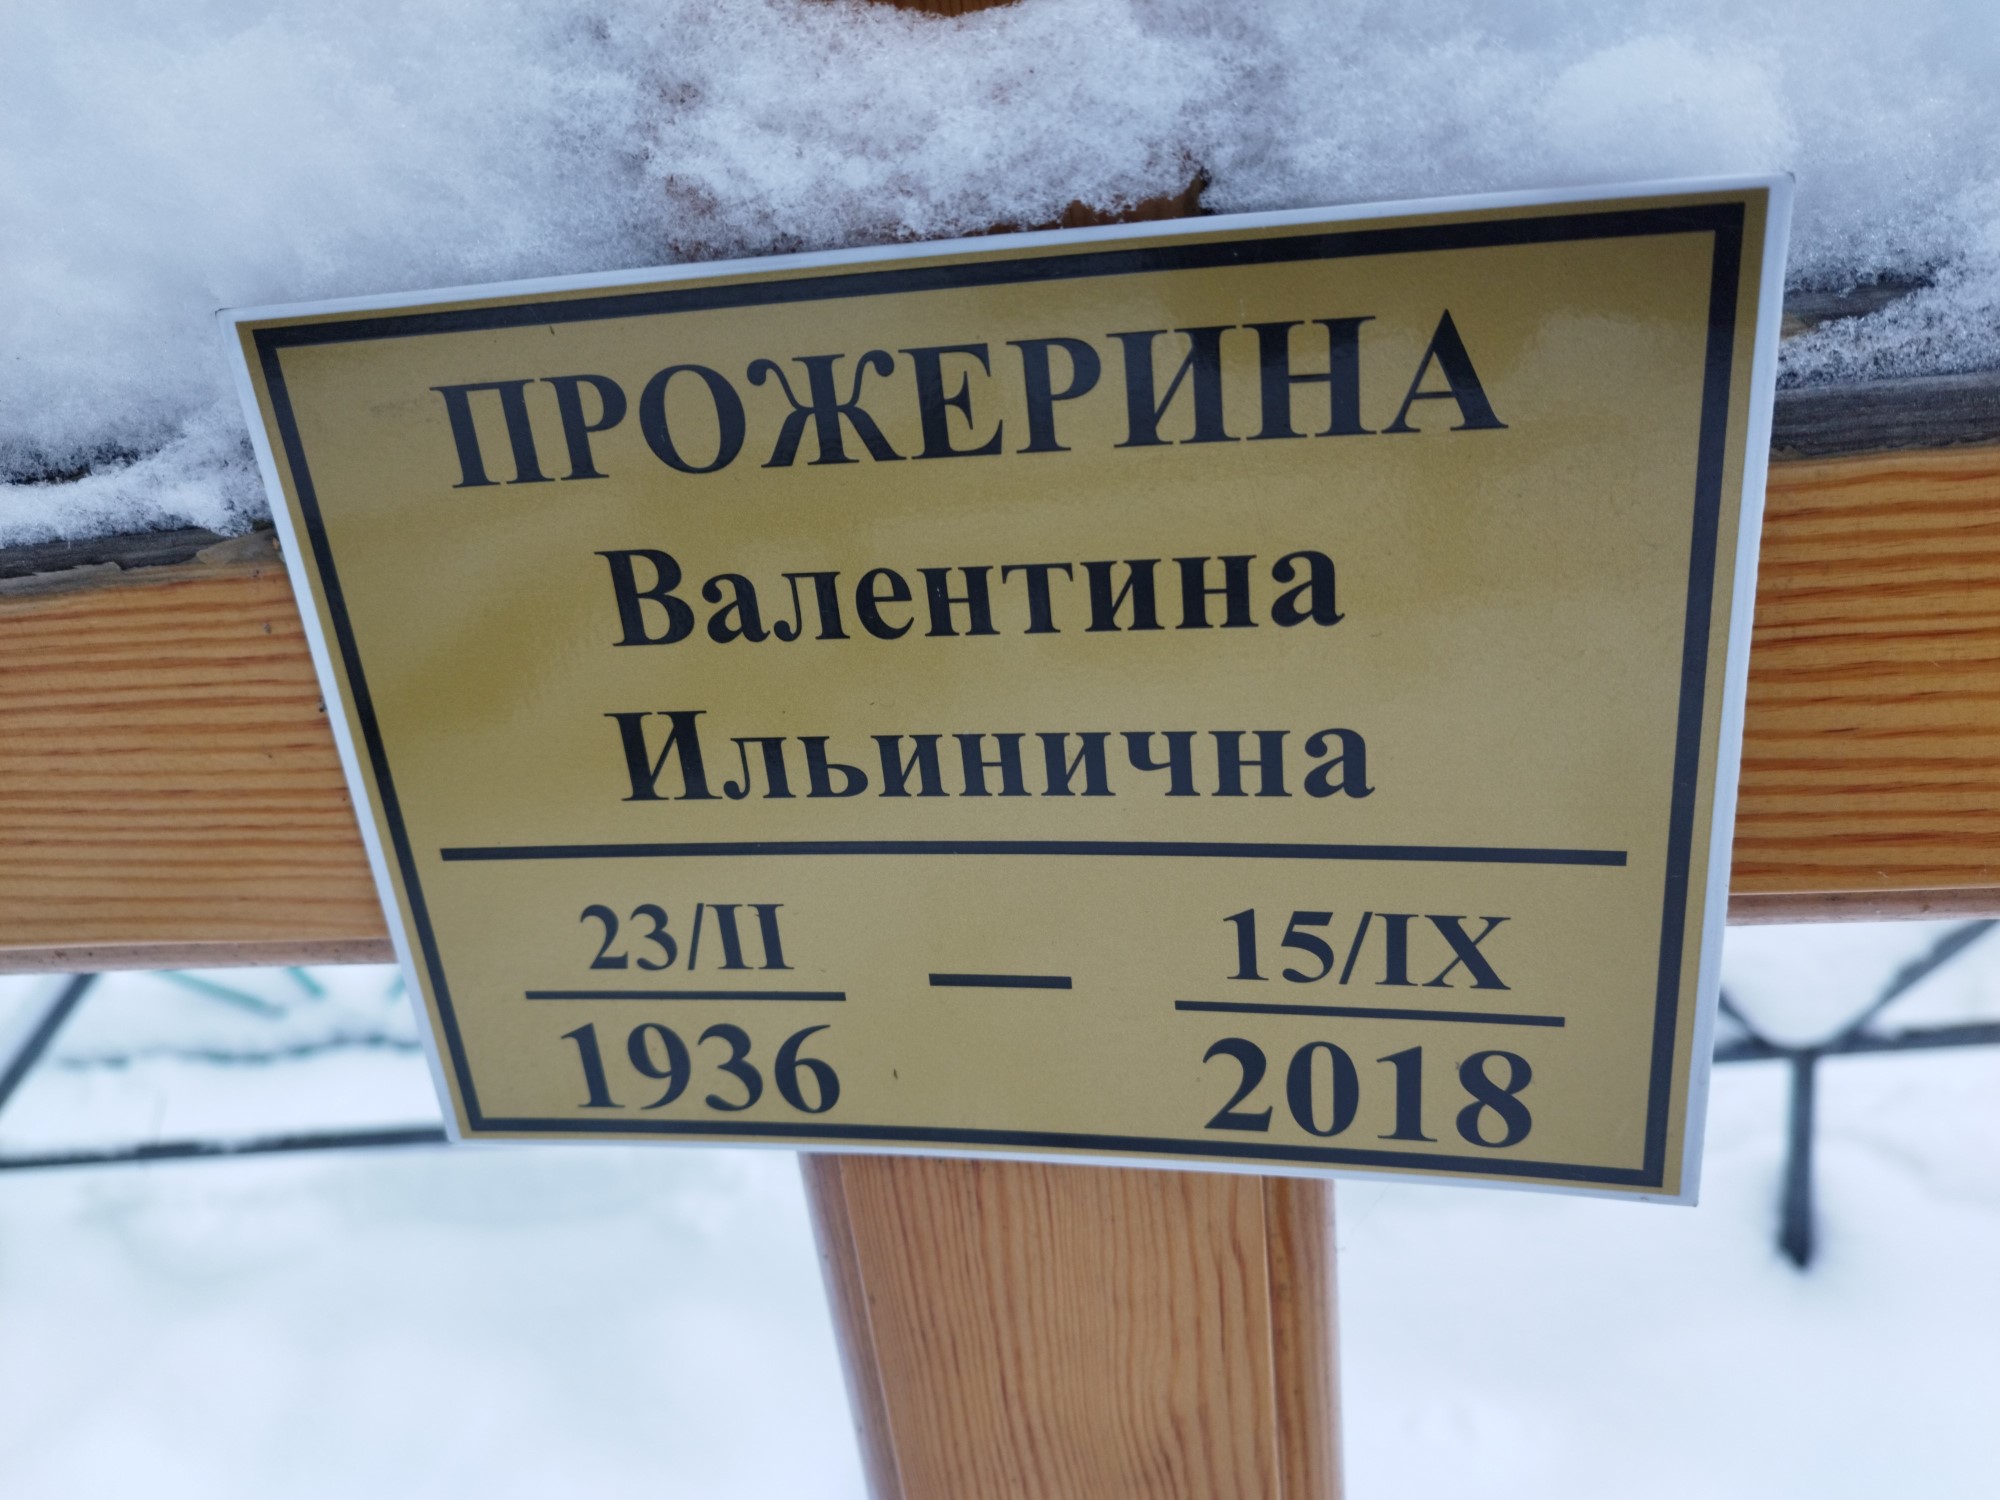 ПРОЖЕРИНА
Валентина
Ильинична
23/II — 15/IX
1936 2018